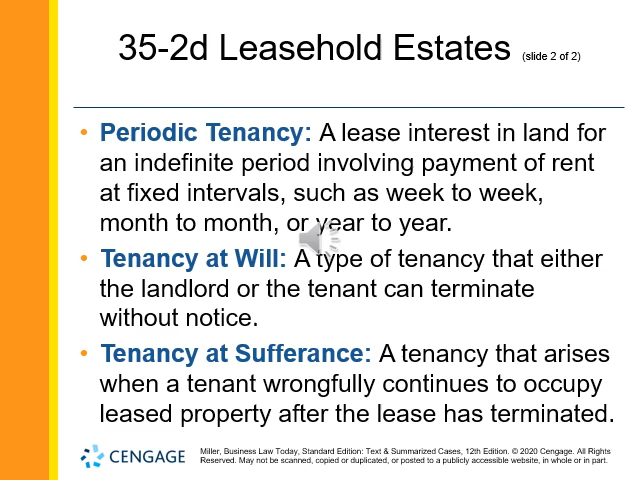 35-2d Leasehold Estates (slide 2 of 2)
• Periodic Tenancy: A lease interest in land for
an indefinite period involving payment of rent
at fixed intervals, such as week to week,
month to month, or year to year.
• Tenancy at Will: A type of tenancy that either
the landlord or the tenant can terminate
without notice.
• Tenancy at Sufferance: A tenancy that arises
when a tenant wrongfully continues to occupy
leased property after the lease has terminated.
CENGAGE
Miller, Business Law Today, Standard Edition: Text & Summarized Cases, 12th Edition. © 2020 Cengage. All Rights
Reserved. May not be scanned, copied or duplicated, or posted to a publicly accessible website, in whole or in part.